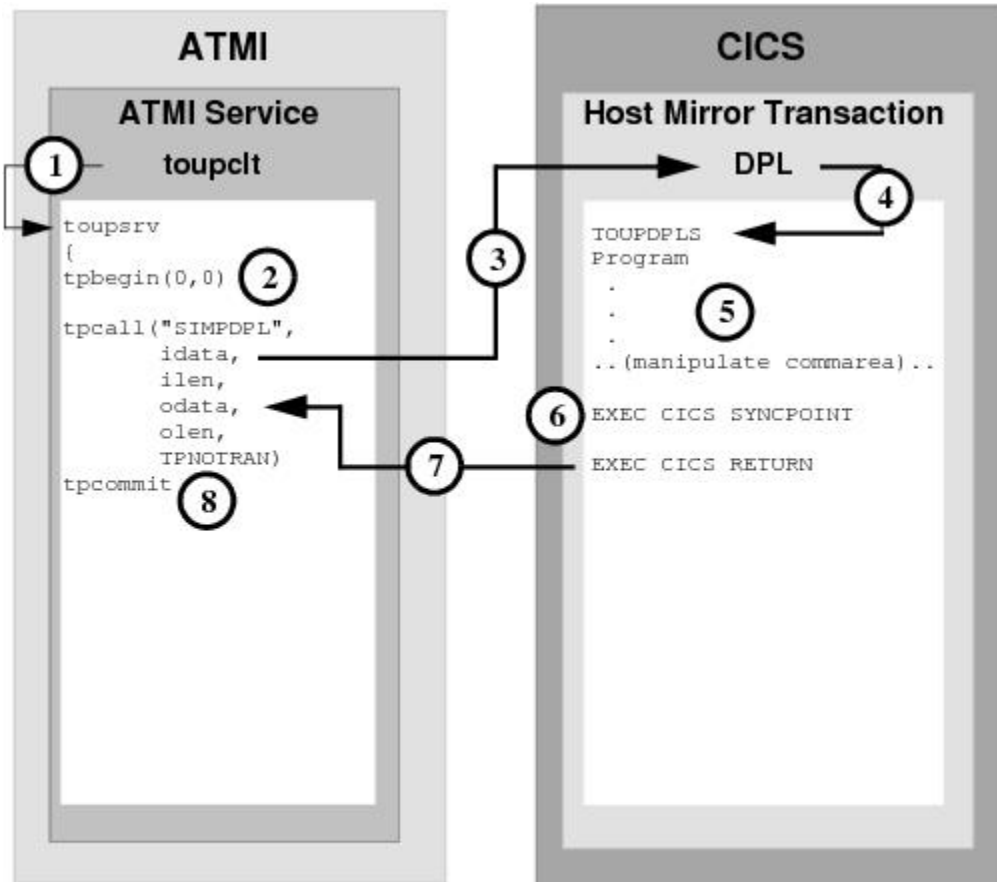 ATMI
ATMI Service
1
toupclt
toupsrv
{
tpbegin(0,0)
2
tpcall("SIMPDPL",
idata,
ilen,
odata,
olen,
TPNOTRAN)
tpcommit
8
3
7
CICS
Host Mirror Transaction
DPL
4
TOUPDPLS
Program
.
.
.
5
..(manipulate commarea)..
6
EXEC CICS SYNCPOINT
EXEC CICS RETURN